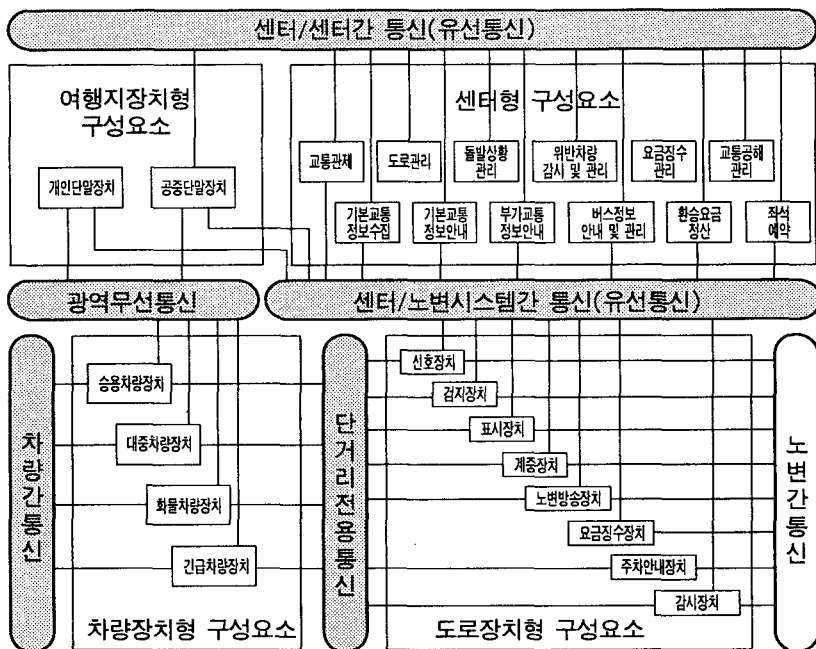 센터/센터간 통신(유선통신)
여행지장치형
구성요소
개인단말장치
공중단말장치
센터형 구성요소
교통관제
도로관리
돌발상황
관리
위반차량
감시 및 관리
요금징수
관리
교통공해
관리
기본교통
정보수집
기본교통
정보안내
부가교통
정보안내
버스정보
안내 및 관리
환승요금
정산
좌석
예약
광역무선통신
센터/노변시스템간 통신(유선통신)
차량간통신
승용차량장치
대중차량장치
화물차량장치
긴급차량장치
차량장치형 구성요소
단거리전용통신
신호장치
검지장치
표시장치
계중장치
노변방송장치
요금징수장치
주차안내장치
감시장치
도로장치형 구성요소
노변간통신